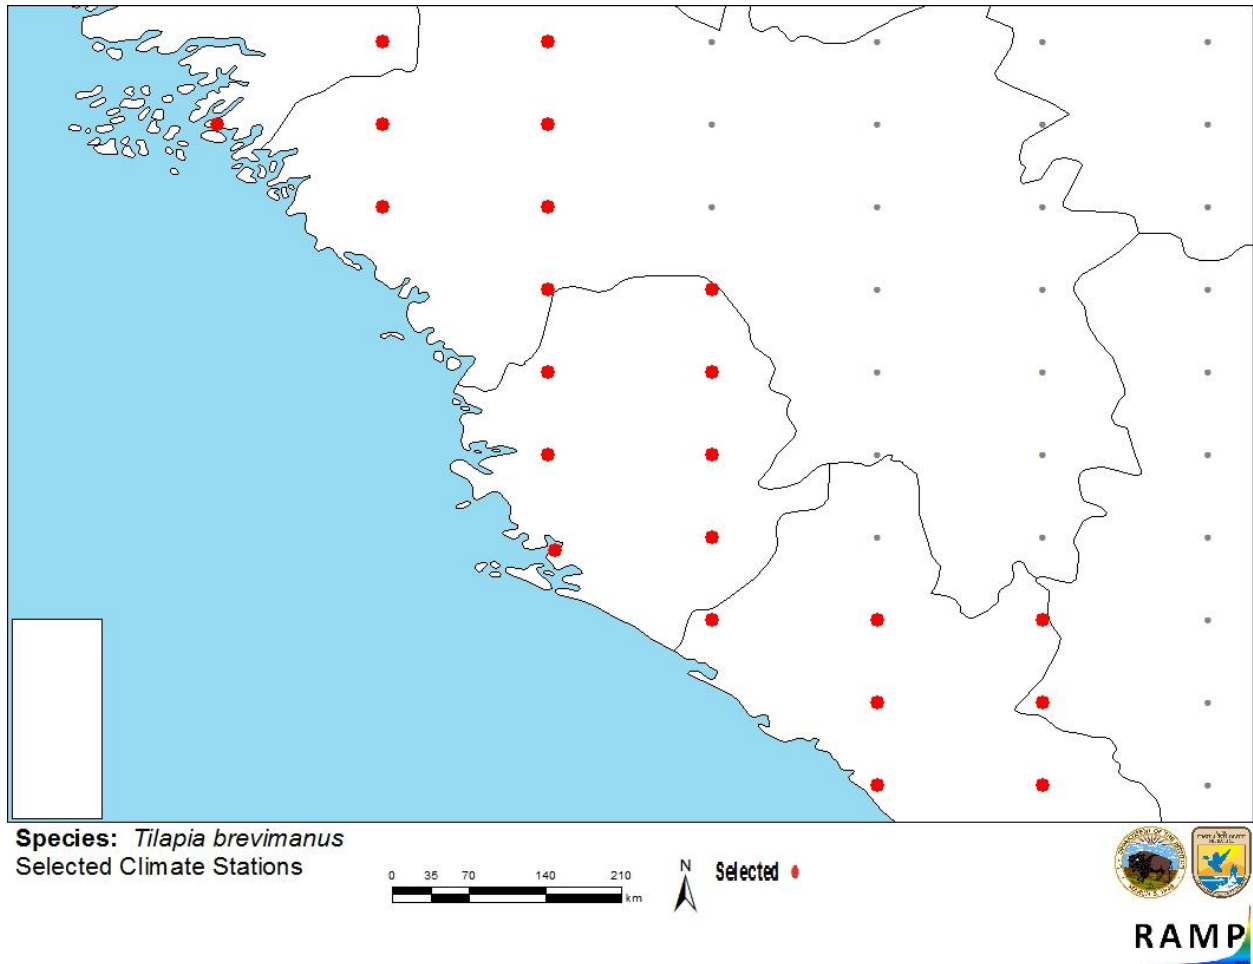 Species: Tilapia brevimanus
Selected Climate Stations
0 35 70 140 210
km
N
Selected
RAMP